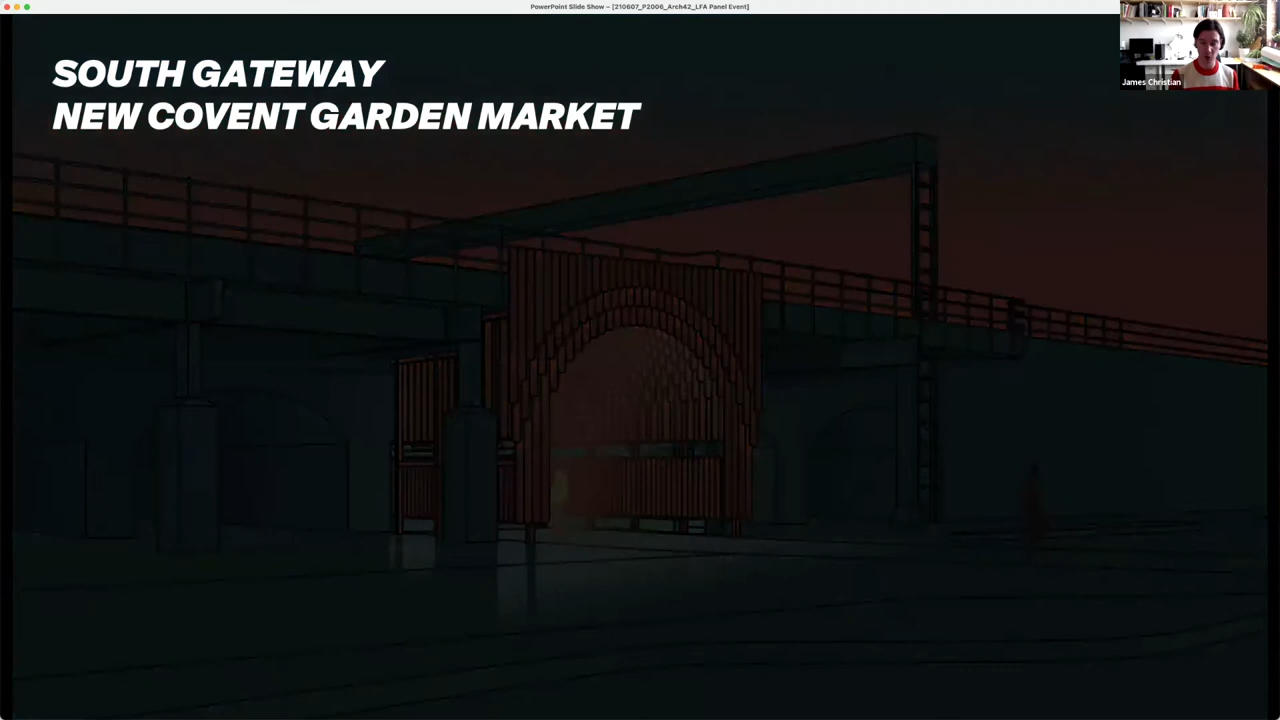 PowerPoint Slide Show – [210607_P2006_Arch42_LFA Panel Event]
James Christian
SOUTH GATEWAY
NEW COVENT GARDEN MARKET